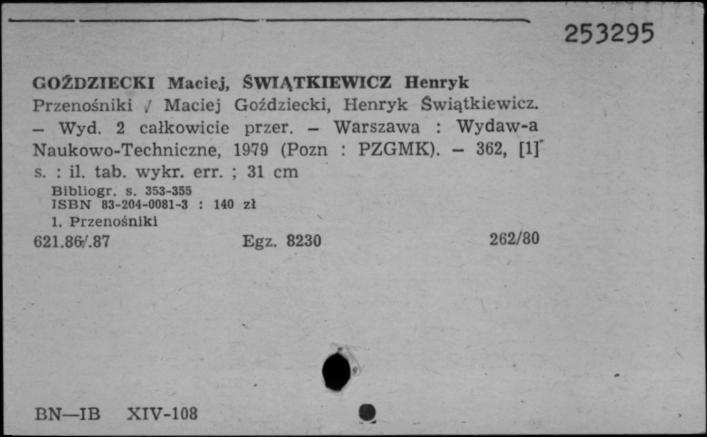 253295
GOŹDZIECKI Maciej, ŚWIĄTKIEWICZ Henryk
Przenośniki / Maciej Goździecki, Henryk Świątkiewicz.
— Wyd. 2 całkowicie przer. — Warszawa : Wydaw-a
Naukowo-Techniczne, 1979 (Pozn : PZGMK). — 362, [1]
s. : il. tab. wykr. err. ; 31 cm
Bibliogr. s. 353-355
ISBN 83-204-0081-3 : 140 zł
1. Przenośniki
621.86/.87 Egz. 8230 262/80
BN—IB XIV-108